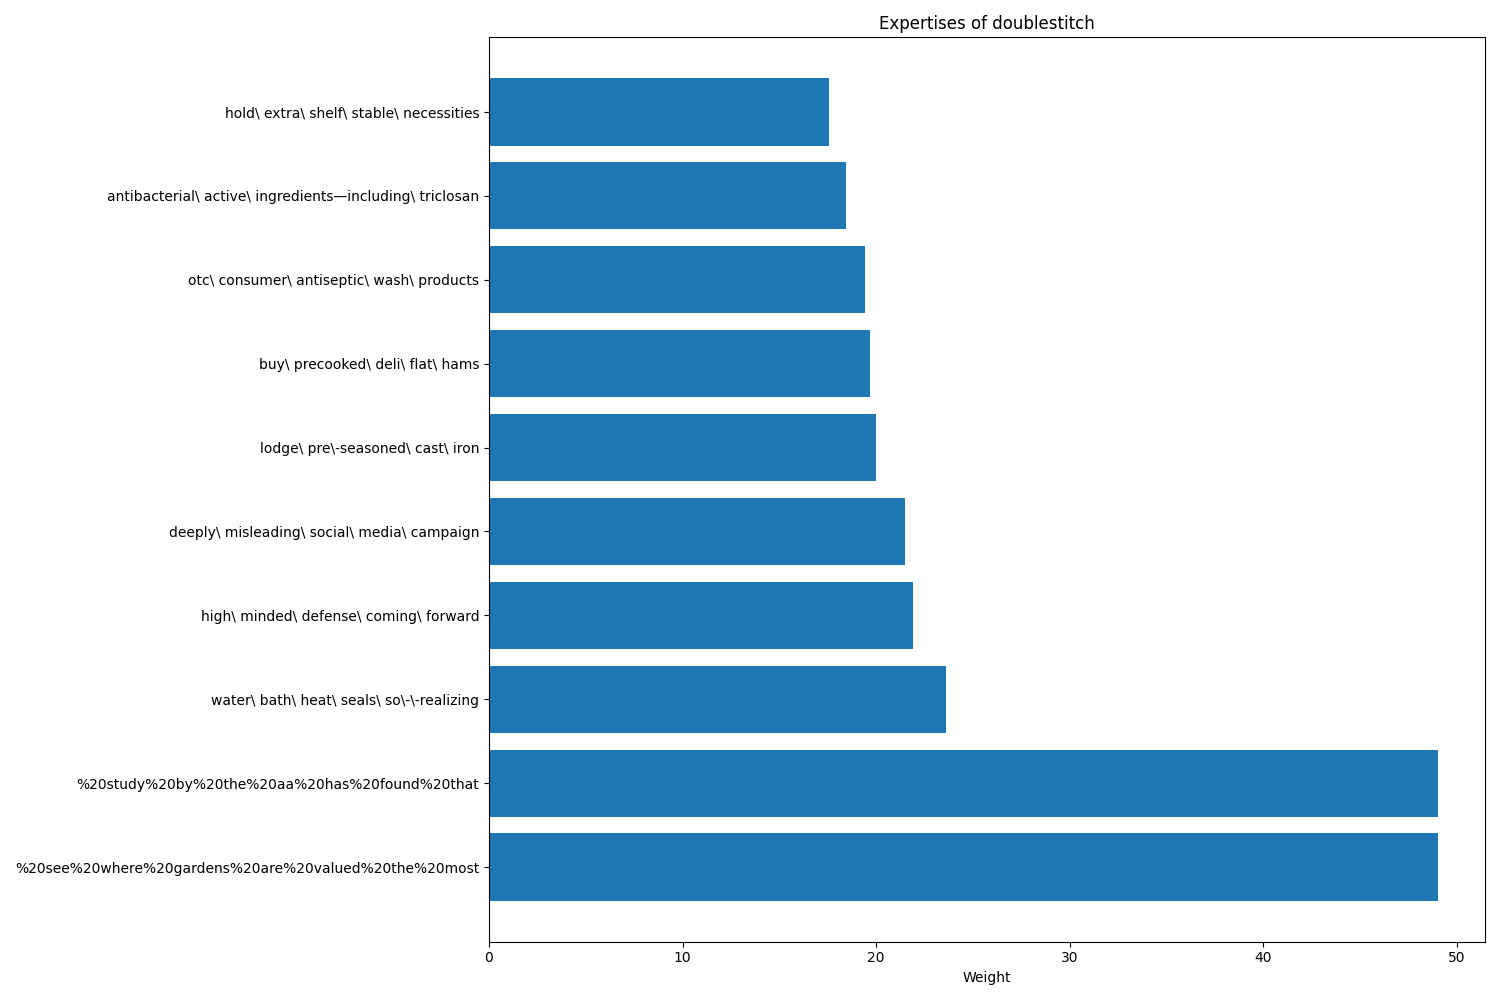 Expertises of doublestitch
hold\ extra\ shelf\ stable\ necessities
antibacterial\ active\ ingredients—including\ triclosan
otc\ consumer\ antiseptic\ wash\ products
buy\ precooked\ deli\ flat\ hams
lodge\ pre\-seasoned\ cast\ iron
deeply\ misleading\ social\ media\ campaign
high\ minded\ defense\ coming\ forward
water\ bath\ heat\ seals\ so\-\-realizing
%20study%20by%20the%20aa%20has%20found%20that
%20see%20where%20gardens%20are%20valued%20the%20most
0 10 20 30 40 50
Weight